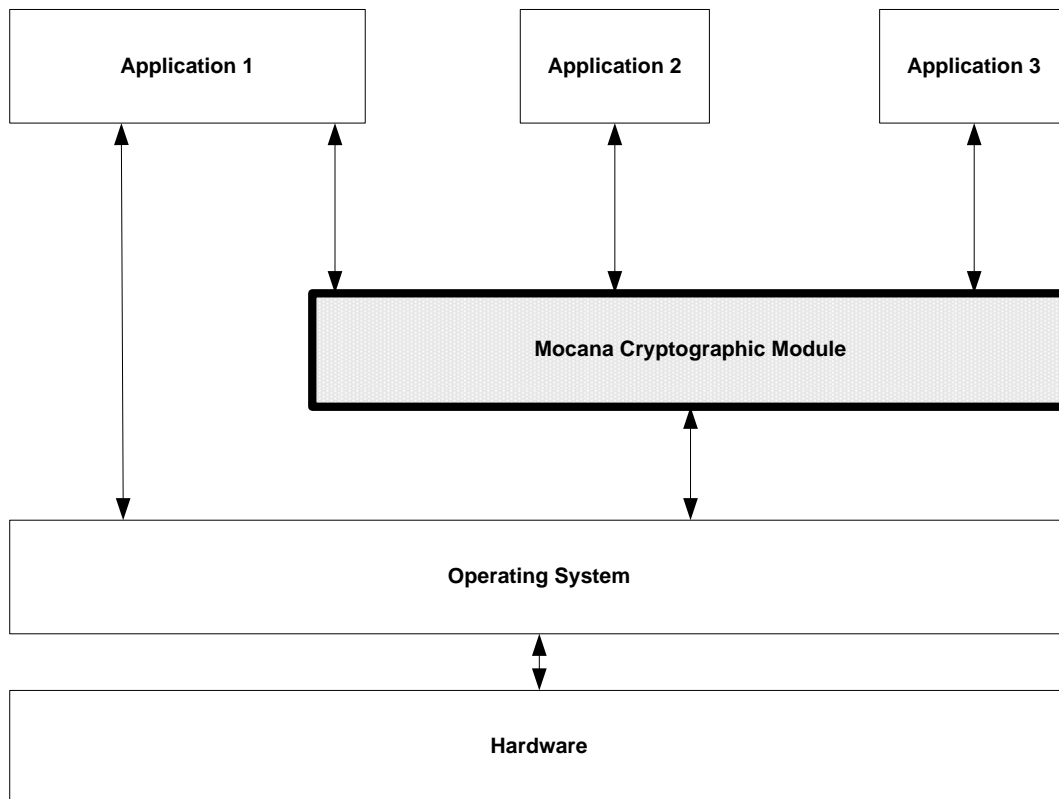 Application 1
Application 2
Application 3
Mocana Cryptographic Module
Operating System
Hardware